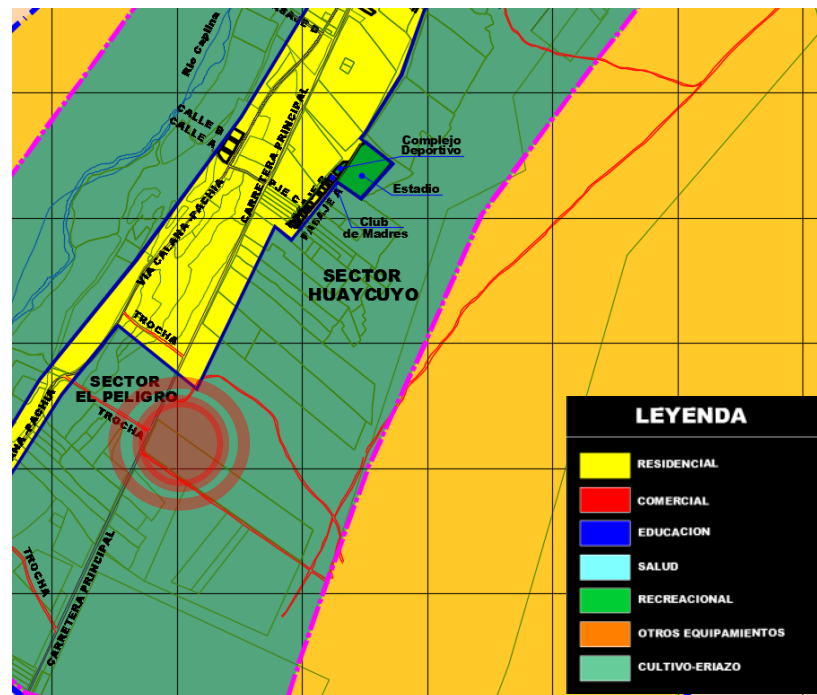 Rio Caplina
CALLE B
CALLE A
CARRETERA PRINCIPAL
VIA CALANA-PACHIA
PJE C
Complejo
Deportivo
Estadio
Club
de Madres
PASAJE A
SECTOR
HUAYCUYO
TROCHA
SECTOR
EL PELIGRO
TROCHA
TROCHA
CARRETERA PRINCIPAL
LEYENDA
RESIDENCIAL
COMERCIAL
EDUCACION
SALUD
RECREACIONAL
OTROS EQUIPAMIENTOS
CULTIVO-ERIAZO